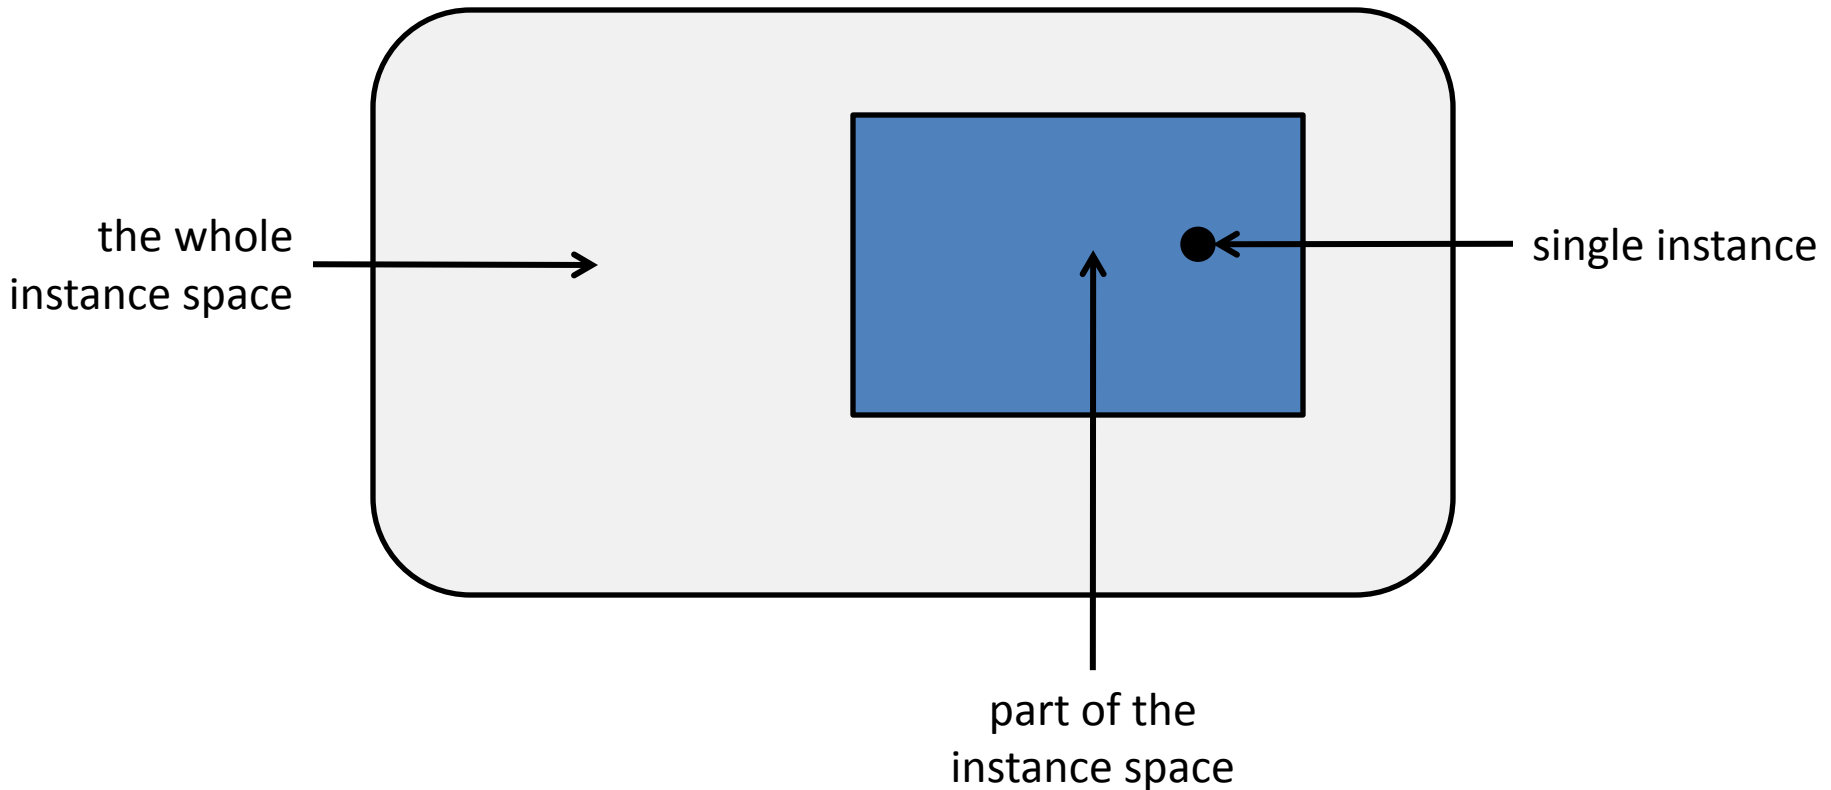 the whole
instance space
single instance
part of the
instance space